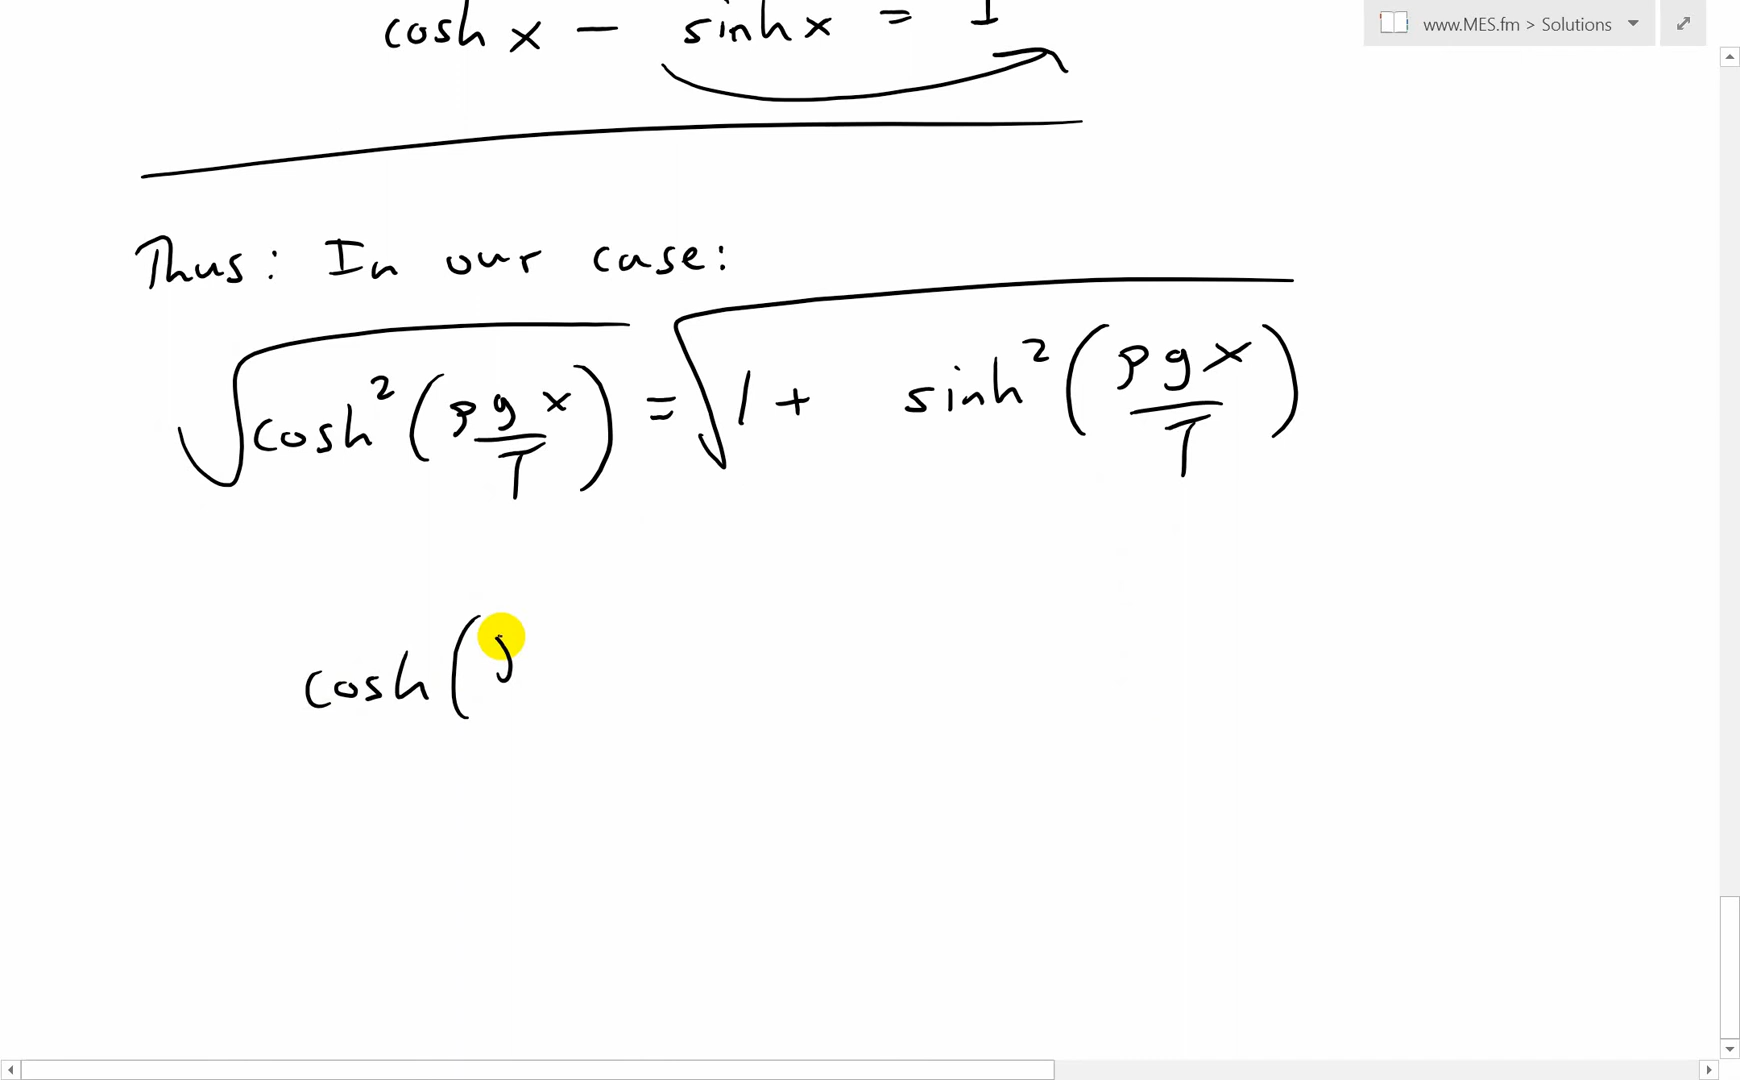 www.MES.fm > Solutions
cosh x - sinh x = 1
Thus: In our case:
√(cosh²(ρgx/T)) = √(1 + sinh²(ρgx/T))
cosh(